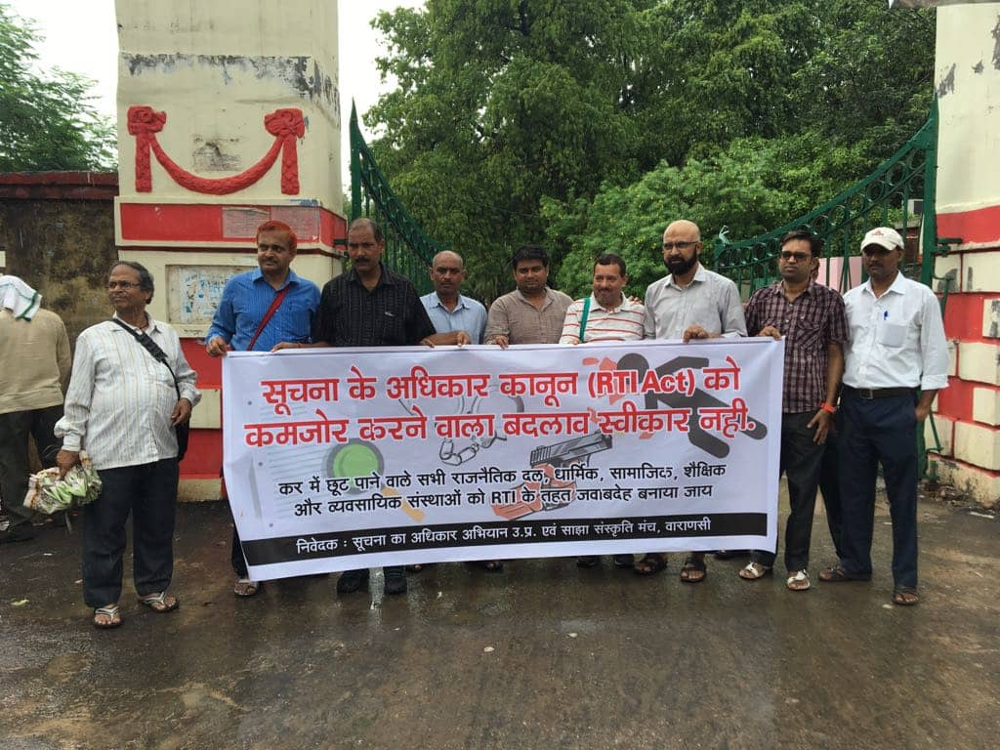 सूचना के अधिकार कानून (RTI Act) को
कमजोर करने वाला बदलाव स्वीकार नहीं.
कर में छूट पाने वाले सभी राजनैतिक दल, धार्मिक, सामाजिक, शैक्षिक
और व्यवसायिक संस्थाओं को RTI के तहत जवाबदेह बनाया जाय
निवेदक : सूचना का अधिकार अभियान उ.प्र. एवं साझा संस्कृति मंच, वाराणसी